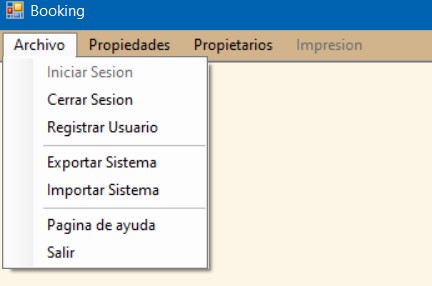 Booking
Archivo Propiedades Propietarios Impresion
Iniciar Sesion
Cerrar Sesion
Registrar Usuario
Exportar Sistema
Importar Sistema
Pagina de ayuda
Salir